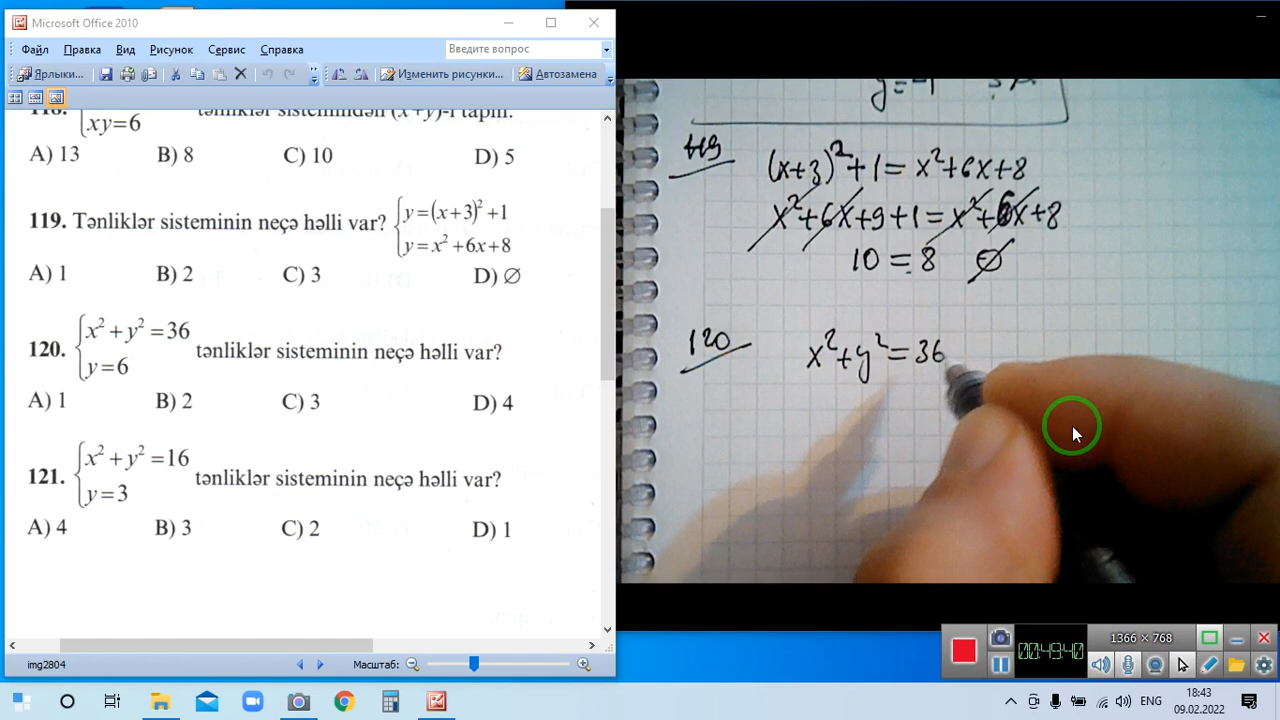 Microsoft Office 2010
Файл Правка Вид Рисунок Сервис Справка Введите вопрос
Ярлыки... Изменить рисунки... Автозамена
xy=6 tənliklər sistemindən (x+y)-i tapın.
A) 13 B) 8 C) 10 D) 5
119. Tənliklər sisteminin neçə həlli var? y=(x+3)²+1
y=x²+6x+8
A) 1 B) 2 C) 3 D) ∅
x²+y²=36
120. tənliklər sisteminin neçə həlli var?
y=6
A) 1 B) 2 C) 3 D) 4
x²+y²=16
121. tənliklər sisteminin neçə həlli var?
y=3
A) 4 B) 3 C) 2 D) 1
img2804 Масштаб:
119 (x+3)²+1=x²+6x+8
x²+6x+9+1=x²+6x+8
10=8 ∅
120 x²+y²=36
1366 × 768
00:49:40
ENG 18:43
09.02.2022